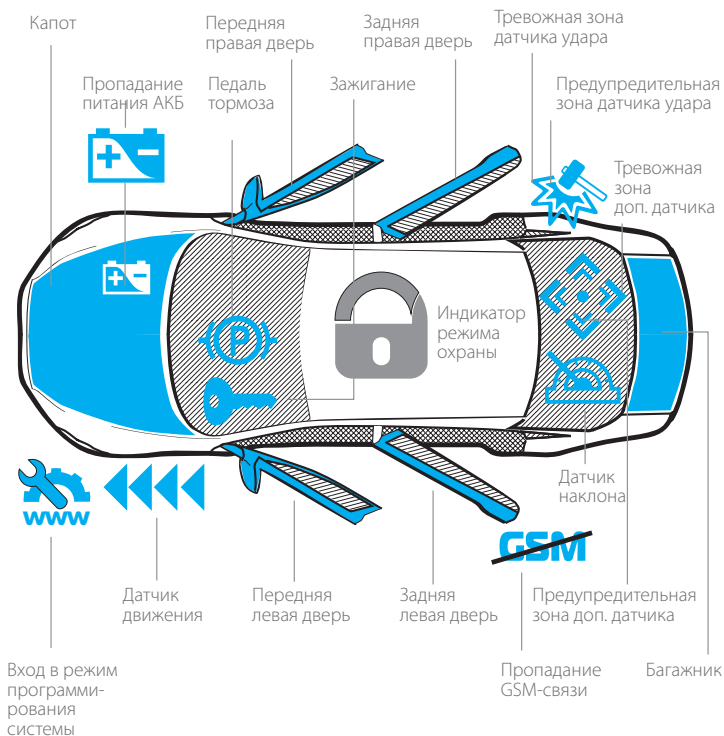 Капот
Передняя
правая дверь
Задняя
правая дверь
Тревожная зона
датчика удара
Пропадание
питания АКБ
Педаль
тормоза
Зажигание
Предупредительная
зона датчика удара
Тревожная
зона
доп. датчика
Индикатор
режима
охраны
P
Датчик
наклона
www
GSM
Датчик
движения
Передняя
левая дверь
Задняя
левая дверь
Предупредительная
зона доп. датчика
Вход в режим
программи-
рования
системы
Пропадание
GSM-связи
Багажник